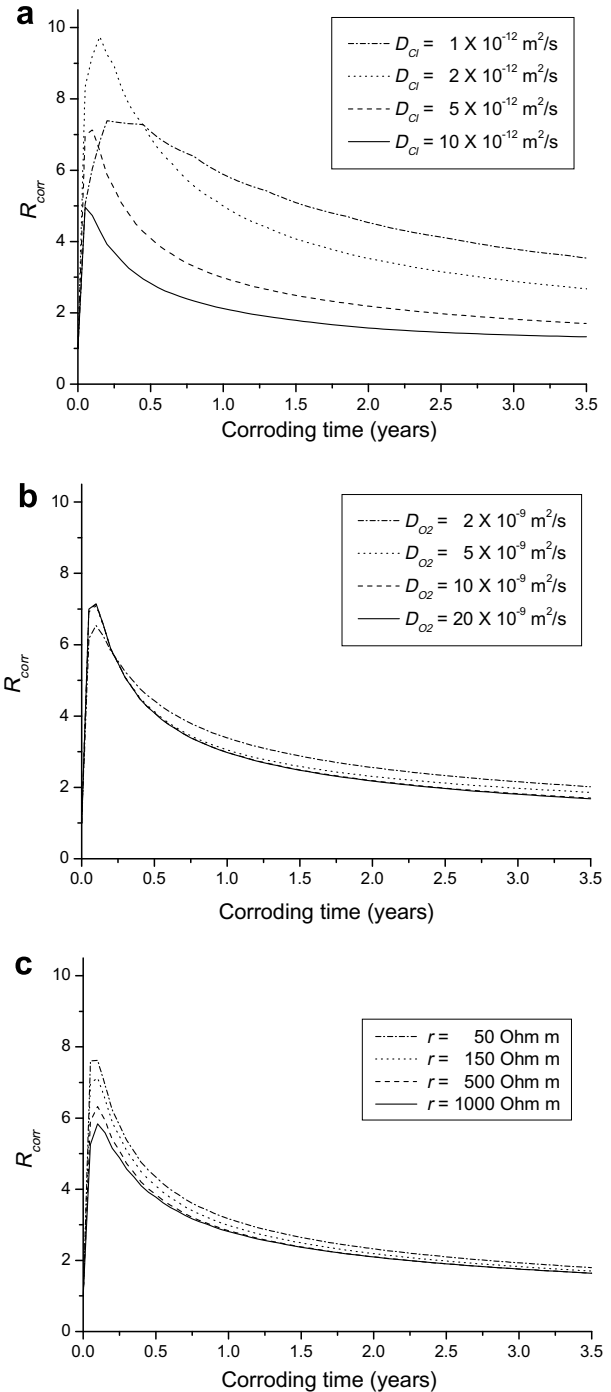 a
10
8
6
4
2
0
R_corr
D_Cl = 1 X 10^-12 m^2/s
D_Cl = 2 X 10^-12 m^2/s
D_Cl = 5 X 10^-12 m^2/s
D_Cl = 10 X 10^-12 m^2/s
0.0 0.5 1.0 1.5 2.0 2.5 3.0 3.5
Corroding time (years)
b
10
8
6
4
2
0
R_corr
D_O2 = 2 X 10^-9 m^2/s
D_O2 = 5 X 10^-9 m^2/s
D_O2 = 10 X 10^-9 m^2/s
D_O2 = 20 X 10^-9 m^2/s
0.0 0.5 1.0 1.5 2.0 2.5 3.0 3.5
Corroding time (years)
c
10
8
6
4
2
0
R_corr
r = 50 Ohm m
r = 150 Ohm m
r = 500 Ohm m
r = 1000 Ohm m
0.0 0.5 1.0 1.5 2.0 2.5 3.0 3.5
Corroding time (years)